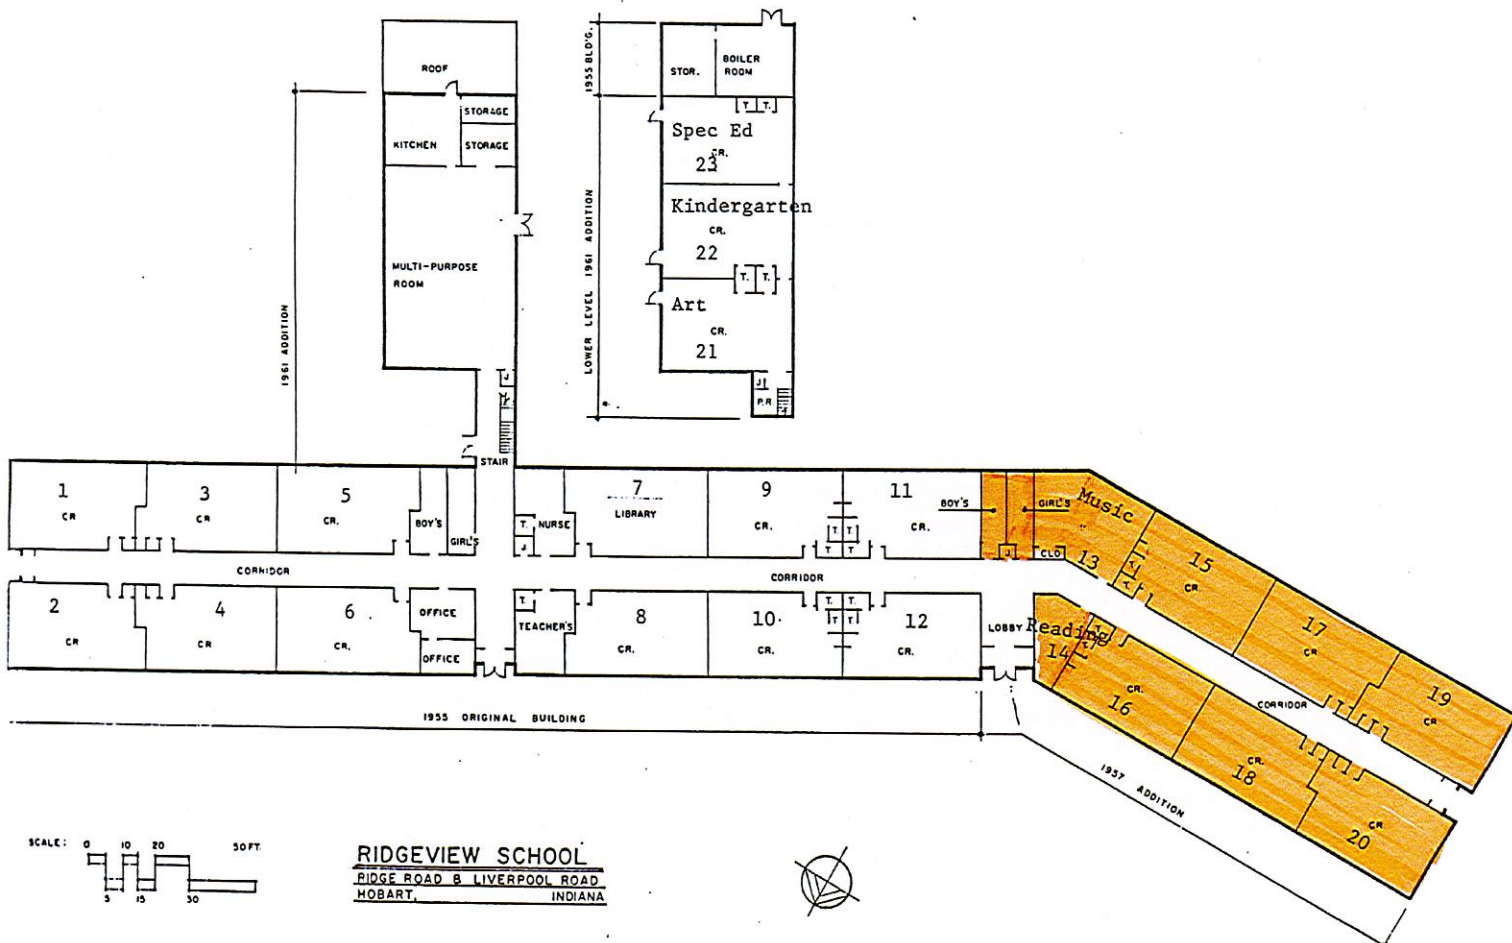 ROOF
STORAGE
KITCHEN
STORAGE
MULTI-PURPOSE
ROOM
1961 ADDITION
J
STAIR
1955 BLD'G.
STOR.
BOILER
ROOM
T. T.
Spec Ed
CR.
23
Kindergarten
CR.
22
T. T.
Art
CR.
21
J
P.R
LOWER LEVEL 1961 ADDITION
1
CR
3
CR
5
CR.
BOY'S
GIRL'S
T.
J.
NURSE
7
LIBRARY
9
CR.
T. T.
T T
11
CR.
BOY'S
GIRL'S
J.
CLO
Music
13
15
CR.
17
CR
19
CR
CORRIDOR
CORRIDOR
CORRIDOR
2
CR
4
CR
6
CR.
OFFICE
OFFICE
T.
TEACHER'S
8
CR.
10
CR.
T. T.
T T
12
CR.
LOBBY
Reading
14
CR.
16
CR.
18
CR.
20
1955 ORIGINAL BUILDING
1957 ADDITION
SCALE: 0 10 20 50FT.
5 15 30
RIDGEVIEW SCHOOL
RIDGE ROAD & LIVERPOOL ROAD
HOBART, INDIANA